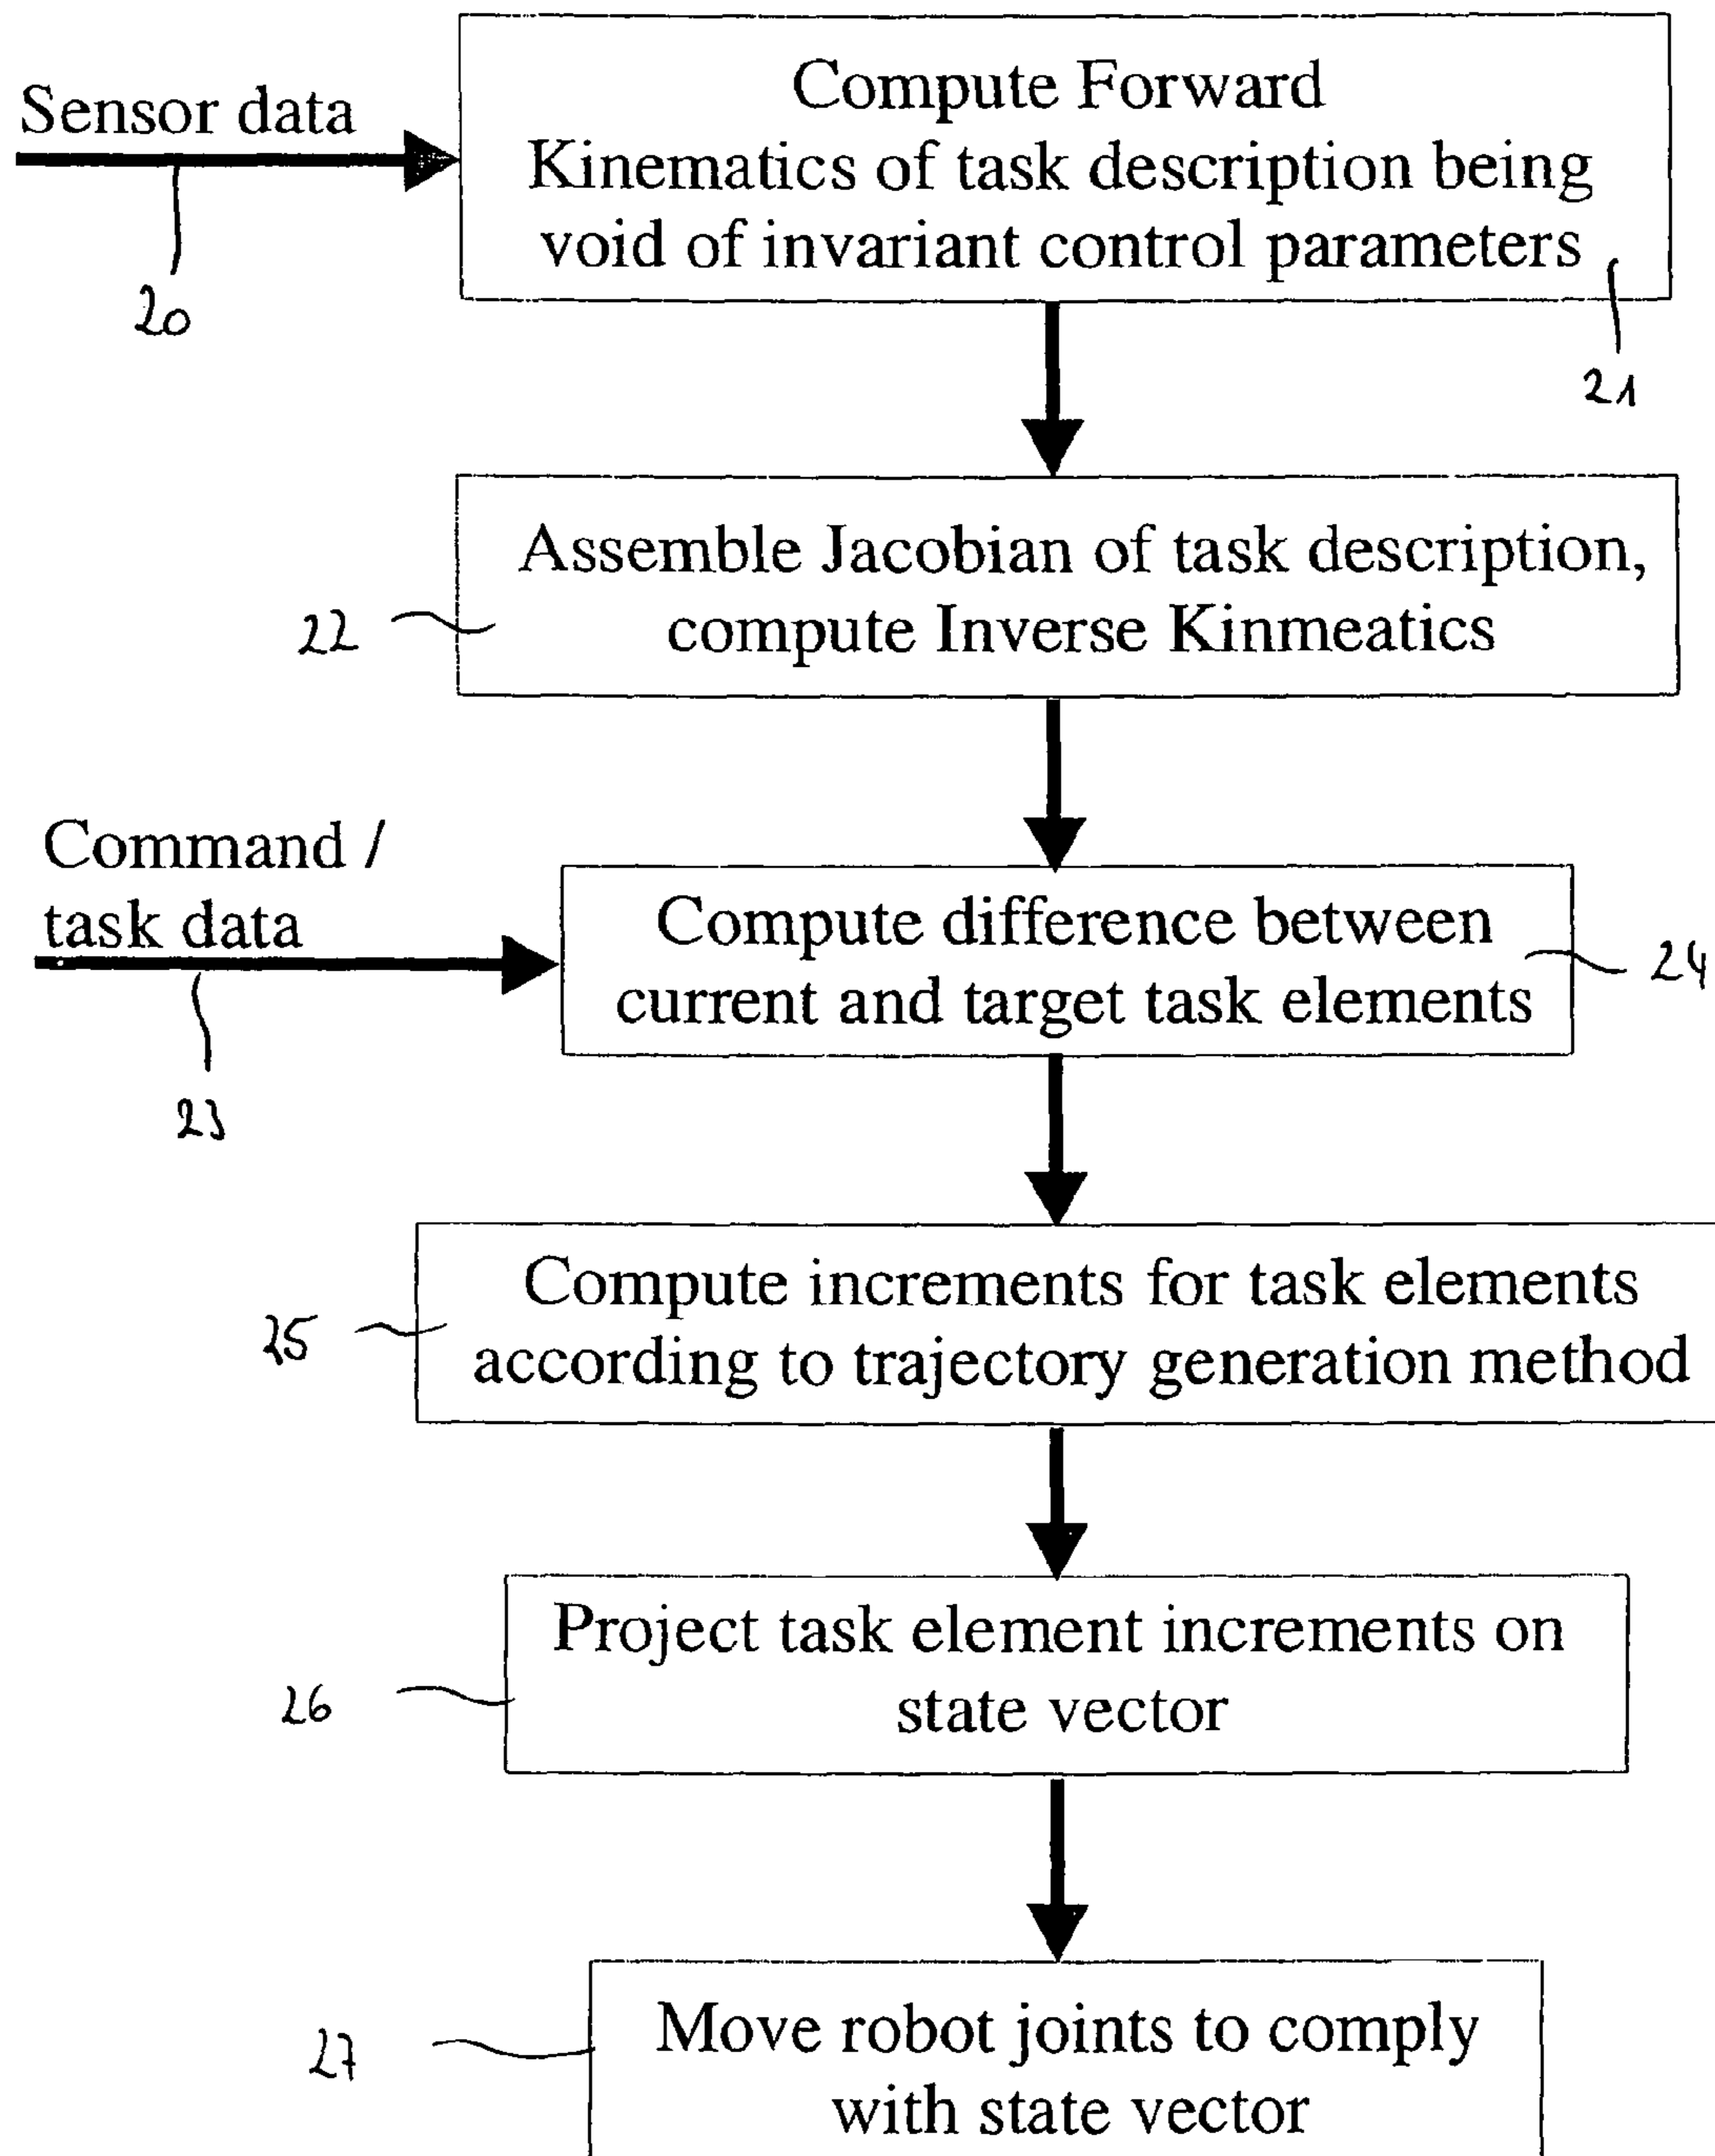 Sensor data
20
Compute Forward
Kinematics of task description being
void of invariant control parameters
21
Assemble Jacobian of task description,
compute Inverse Kinmeatics
22
Command /
task data
23
Compute difference between
current and target task elements
24
Compute increments for task elements
according to trajectory generation method
25
Project task element increments on
state vector
26
Move robot joints to comply
with state vector
27